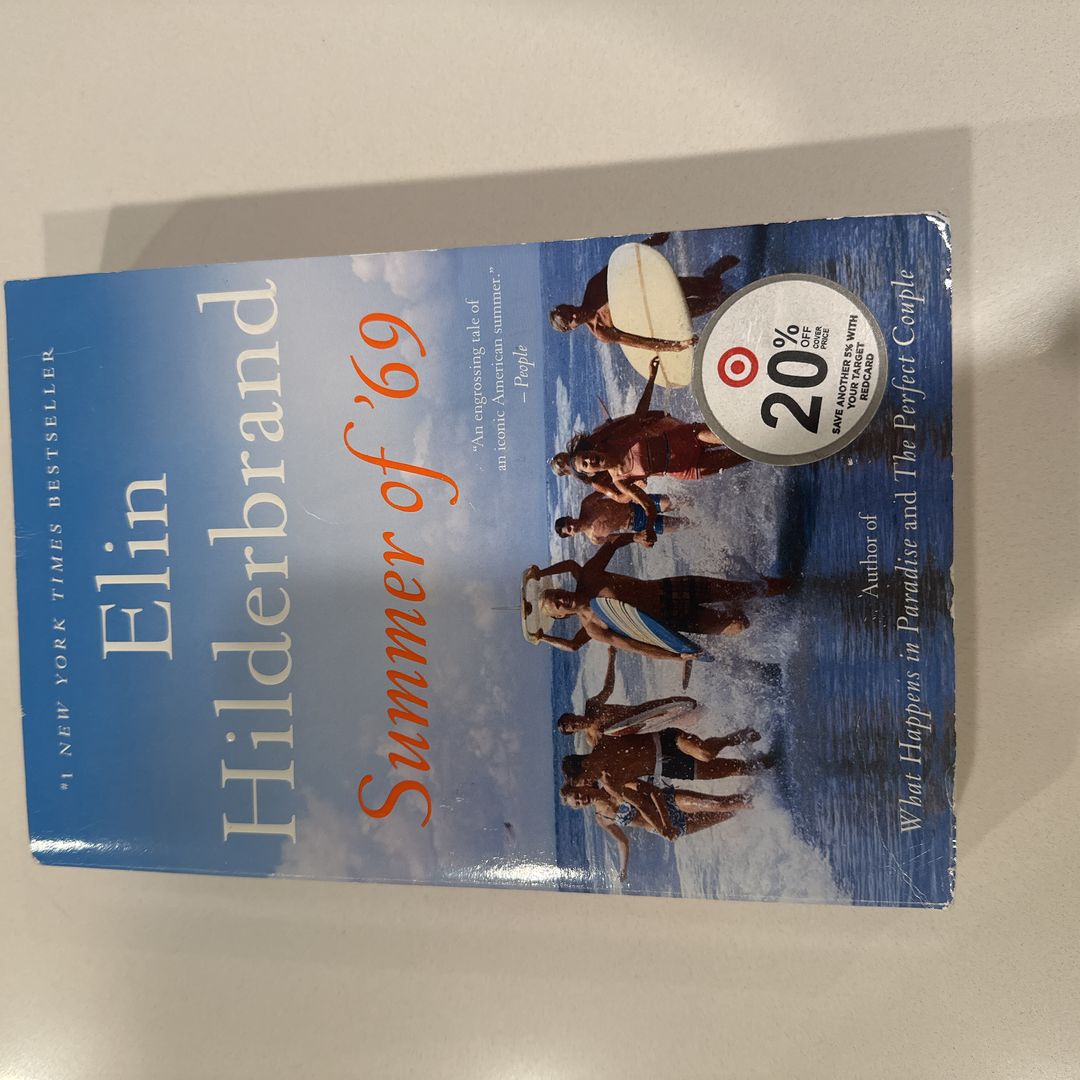 #1 NEW YORK TIMES BESTSELLER
Elin
Hilderbrand
Summer of ’69
“An engrossing tale of
an iconic American summer.”
– People
20%
OFF
COVER
PRICE
SAVE ANOTHER 5% WITH
YOUR TARGET
REDCARD
Author of
What Happens in Paradise and The Perfect Couple